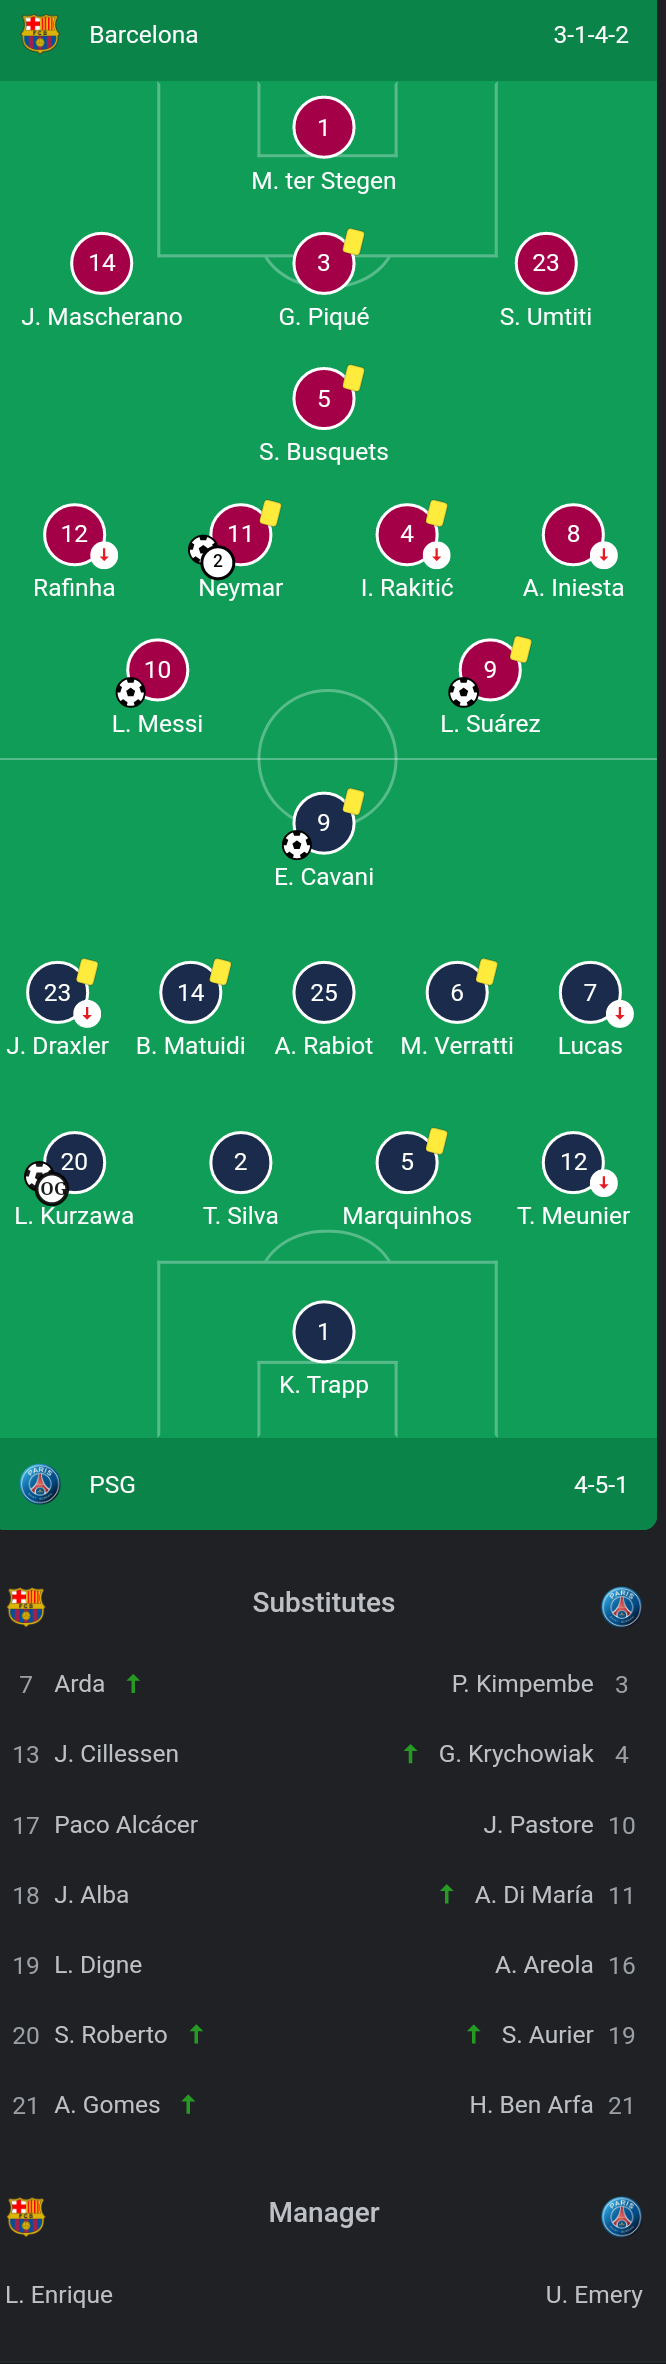 Barcelona 3-1-4-2
1
M. ter Stegen
14 3 23
J. Mascherano G. Piqué S. Umtiti
5
S. Busquets
12 11 4 8
2
Rafinha Neymar I. Rakitić A. Iniesta
10 9
L. Messi L. Suárez
9
E. Cavani
23 14 25 6 7
J. Draxler B. Matuidi A. Rabiot M. Verratti Lucas
20 2 5 12
OG
L. Kurzawa T. Silva Marquinhos T. Meunier
1
K. Trapp
PARIS PSG 4-5-1
Substitutes PARIS
7 Arda P. Kimpembe 3
13 J. Cillessen G. Krychowiak 4
17 Paco Alcácer J. Pastore 10
18 J. Alba A. Di María 11
19 L. Digne A. Areola 16
20 S. Roberto S. Aurier 19
21 A. Gomes H. Ben Arfa 21
Manager PARIS
L. Enrique U. Emery